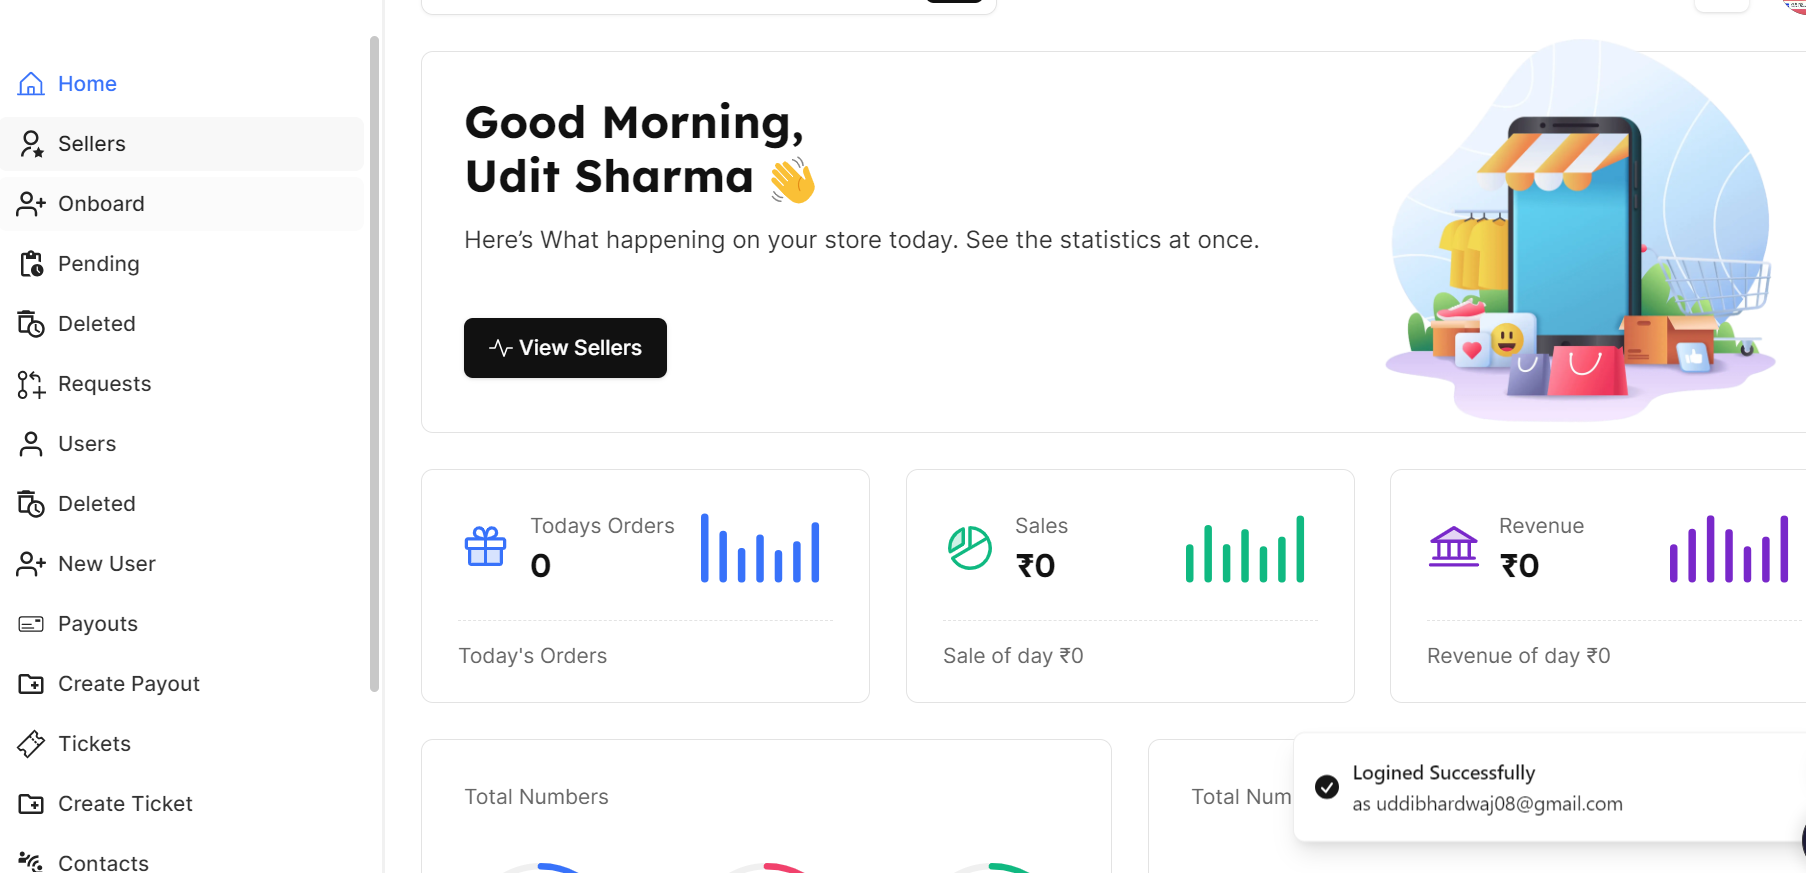 Home
Sellers
Onboard
Pending
Deleted
Requests
Users
Deleted
New User
Payouts
Create Payout
Tickets
Create Ticket
Contacts
Good Morning,
Udit Sharma 👋
Here’s What happening on your store today. See the statistics at once.
View Sellers
Todays Orders
0
Today's Orders
Sales
₹0
Sale of day ₹0
Revenue
₹0
Revenue of day ₹0
Total Numbers
Total Num
Logined Successfully
as uddibhardwaj08@gmail.com